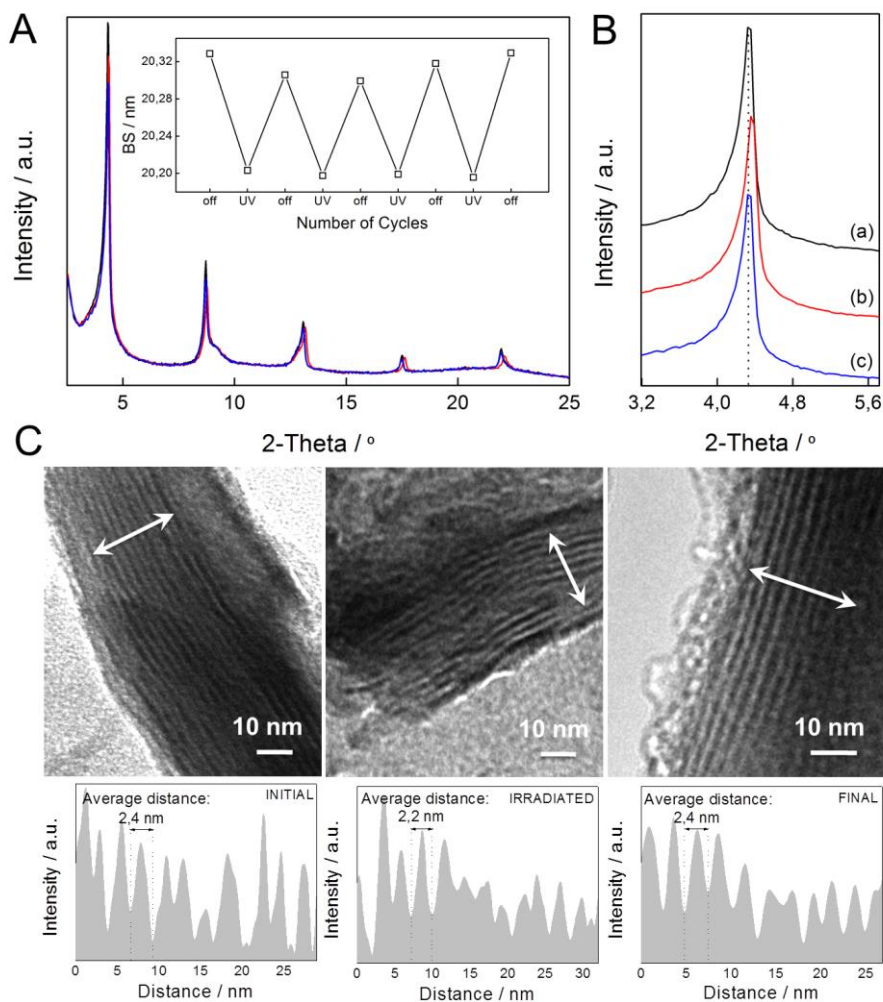 A
B
Intensity / a.u.
BS / nm
20,32
20,28
20,24
20,20
off UV off UV off UV off UV off
Number of Cycles
5 10 15 20 25
2-Theta / °
Intensity / a.u.
(a)
(b)
(c)
3,2 4,0 4,8 5,6
2-Theta / °
C
10 nm
10 nm
10 nm
Intensity / a.u.
Average distance:
2,4 nm
INITIAL
0 5 10 15 20 25
Distance / nm
Intensity / a.u.
Average distance:
2,2 nm
IRRADIATED
0 5 10 15 20 25 30
Distance / nm
Intensity / a.u.
Average distance:
2,4 nm
FINAL
0 5 10 15 20 25
Distance / nm